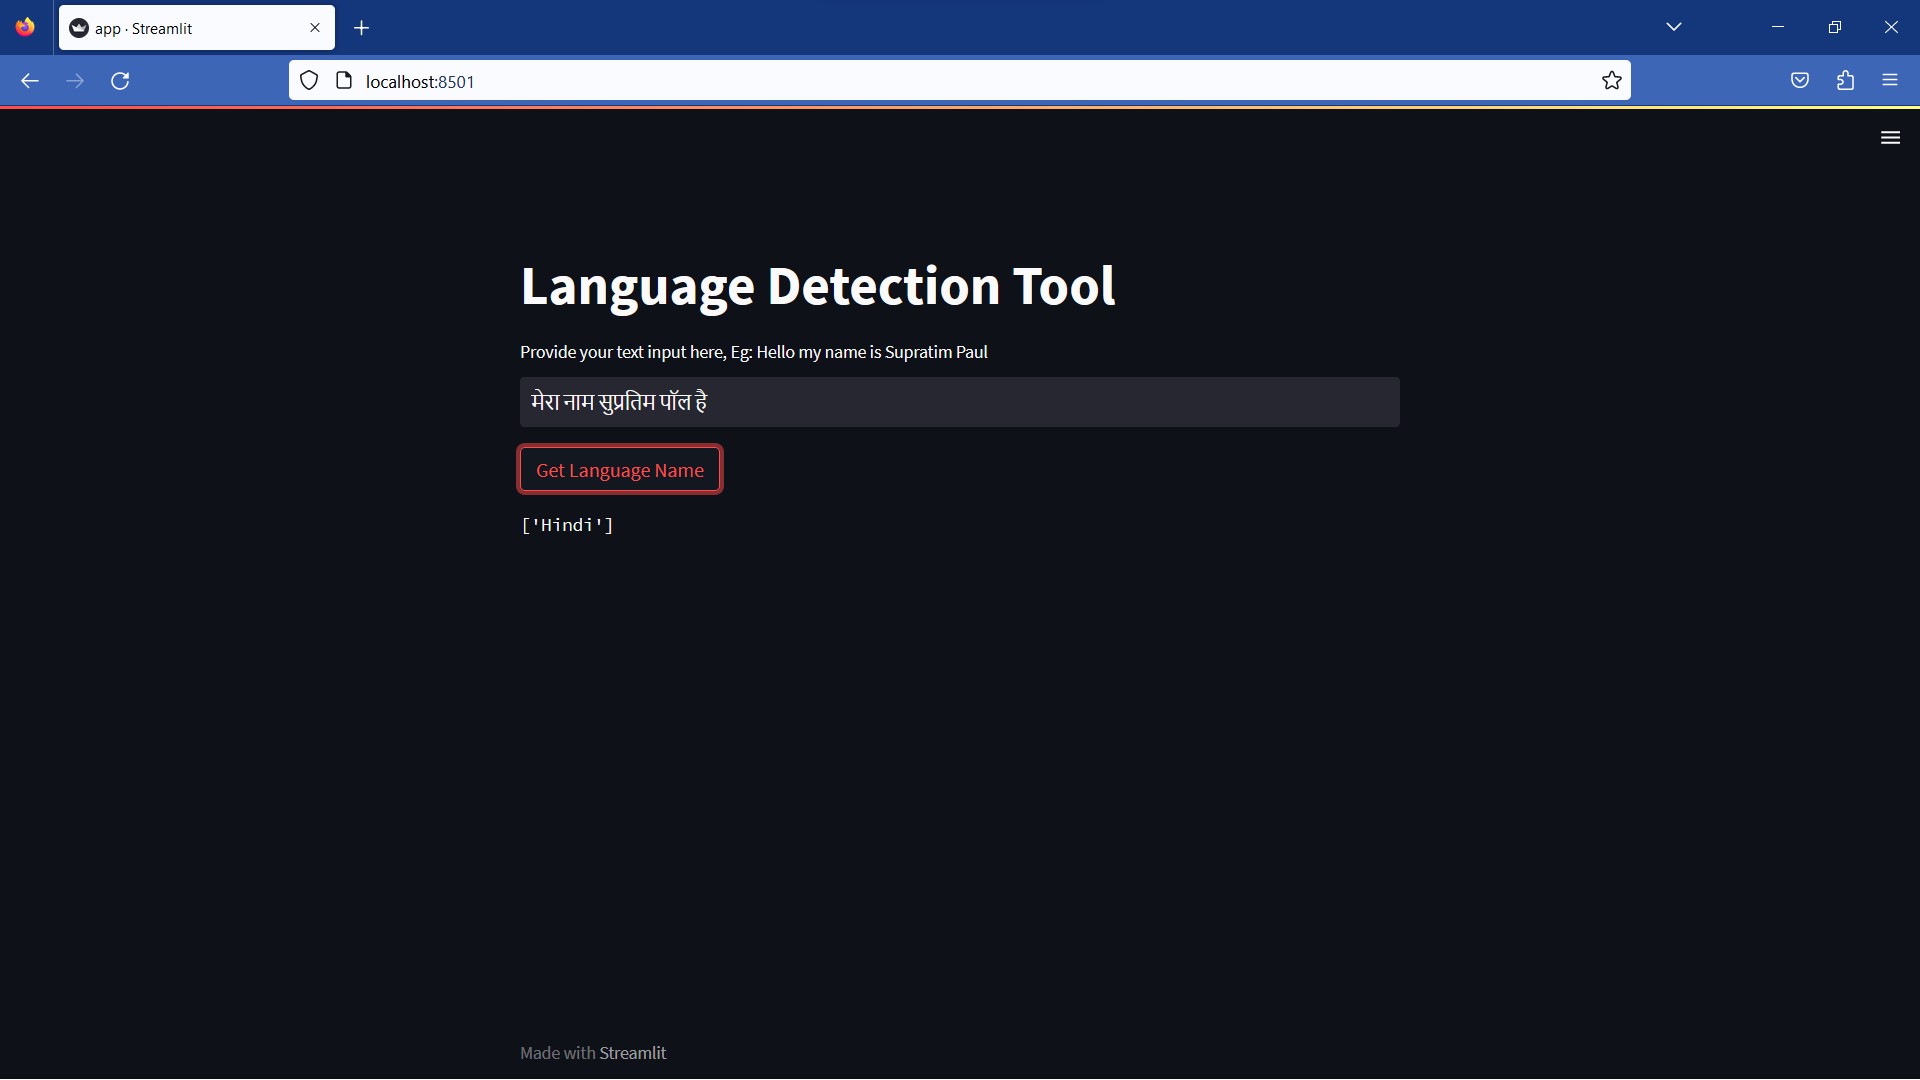 app · Streamlit
localhost:8501
Language Detection Tool
Provide your text input here, Eg: Hello my name is Supratim Paul
मेरा नाम सुप्रतिम पॉल है
Get Language Name
['Hindi']
Made with Streamlit